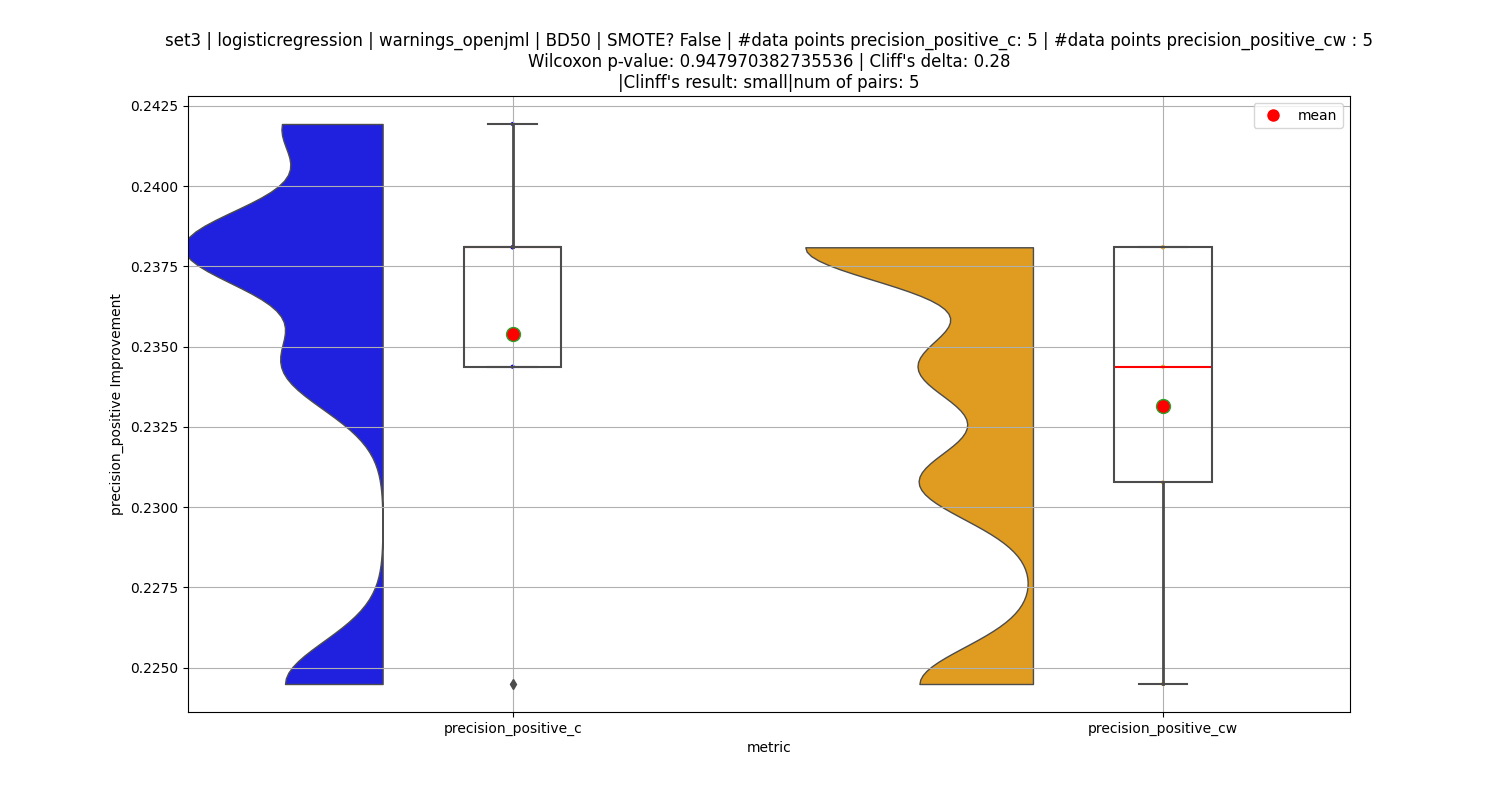 set3 | logisticregression | warnings_openjml | BD50 | SMOTE? False | #data points precision_positive_c: 5 | #data points precision_positive_cw : 5
Wilcoxon p-value: 0.947970382735536 | Cliff's delta: 0.28
|Clinff's result: small|num of pairs: 5
mean
0.2425
0.2400
0.2375
0.2350
0.2325
0.2300
0.2275
0.2250
precision_positive Improvement
precision_positive_c
precision_positive_cw
metric